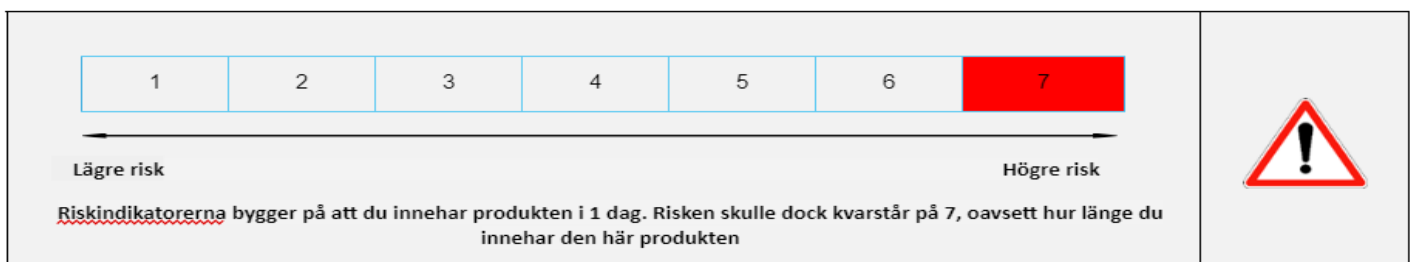 1 2 3 4 5 6 7
Lägre risk Högre risk
Riskindikatorerna bygger på att du innehar produkten i 1 dag. Risken skulle dock kvarstår på 7, oavsett hur länge du
innehar den här produkten